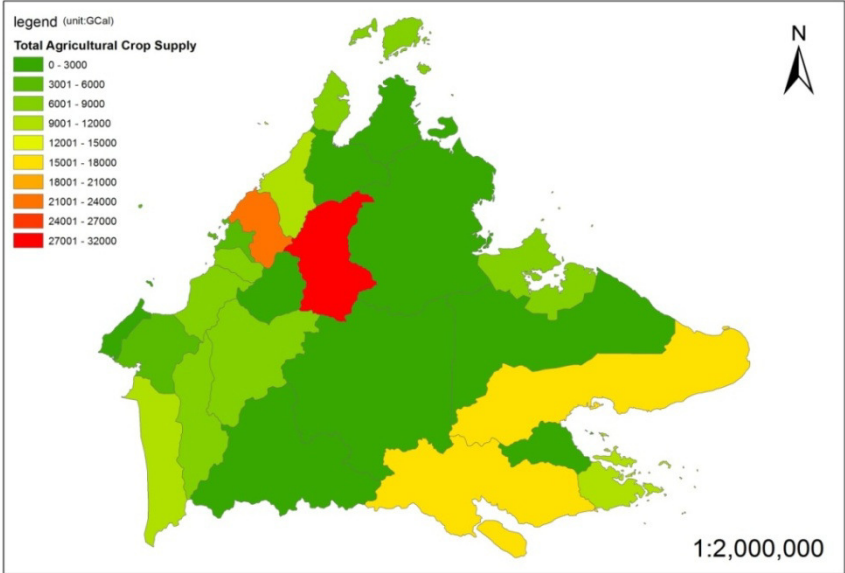 legend (unit:GCal)
Total Agricultural Crop Supply
0 - 3000
3001 - 6000
6001 - 9000
9001 - 12000
12001 - 15000
15001 - 18000
18001 - 21000
21001 - 24000
24001 - 27000
27001 - 32000
N
1:2,000,000